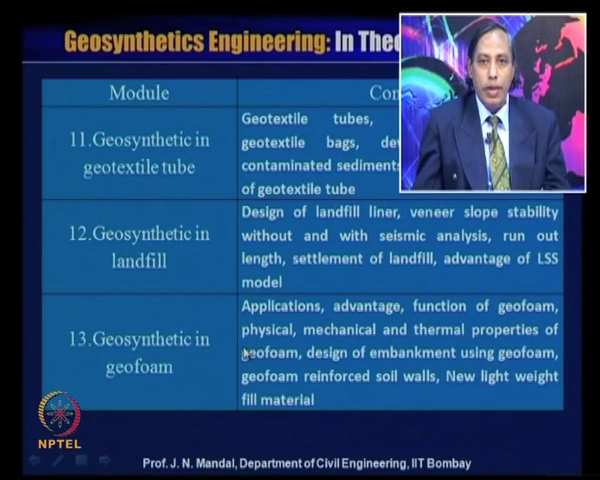 Geosynthetics Engineering: In Theo
Module
Con
11.Geosynthetic in
geotextile tube
Geotextile tubes,
geotextile bags, dew
contaminated sediments
of geotextile tube
12.Geosynthetic in
landfill
Design of landfill liner, veneer slope stability
without and with seismic analysis, run out
length, settlement of landfill, advantage of LSS
model
13.Geosynthetic in
geofoam
Applications, advantage, function of geofoam,
physical, mechanical and thermal properties of
geofoam, design of embankment using geofoam,
geofoam reinforced soil walls, New light weight
fill material
NPTEL
Prof. J. N. Mandal, Department of Civil Engineering, IIT Bombay